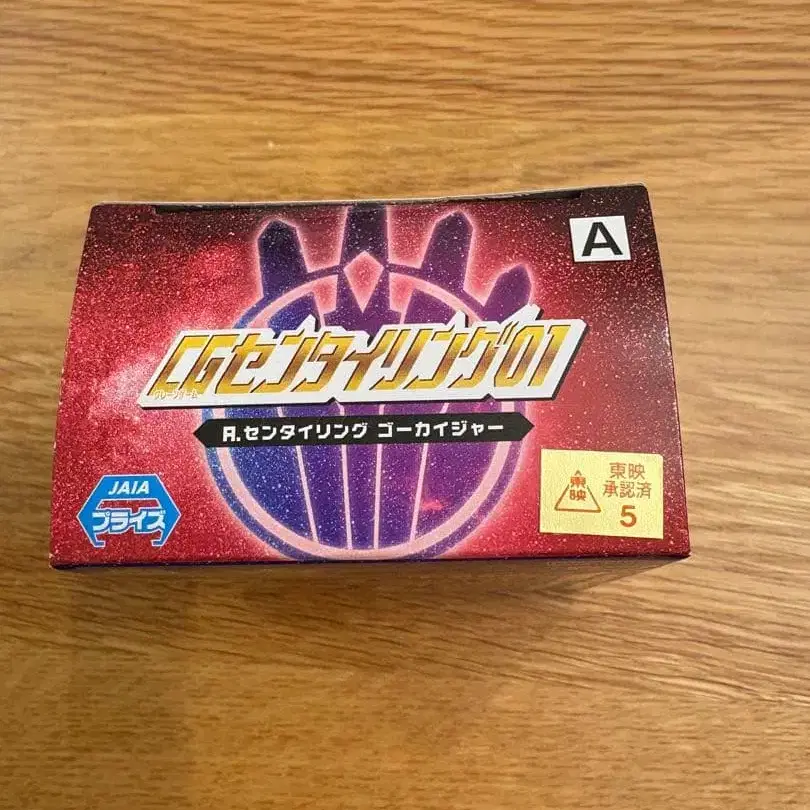 A
CGセンタイリング01
クレーンゲーム
A.センタイリング ゴーカイジャー
JAIA
プライズ
東映
東映
承認済
5